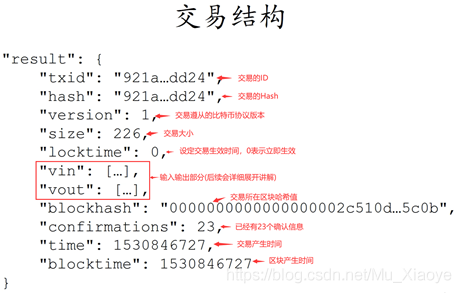 交易结构
"result": {
"txid": "921a…dd24", 交易的ID
"hash": "921a…dd24", 交易的Hash
"version": 1, 交易遵从的比特币协议版本
"size": 226, 交易大小
"locktime": 0, 设定交易生效时间，0表示立即生效
"vin": […],
"vout": […], 输入输出部分(后续会详细展开讲解)
交易所在区块哈希值
"blockhash": "0000000000000000002c510d…5c0b",
"confirmations": 23, 已经有23个确认信息
"time": 1530846727, 交易产生时间
"blocktime": 1530846727 区块产生时间
}
https://blog.csdn.net/Mu_Xiaoye